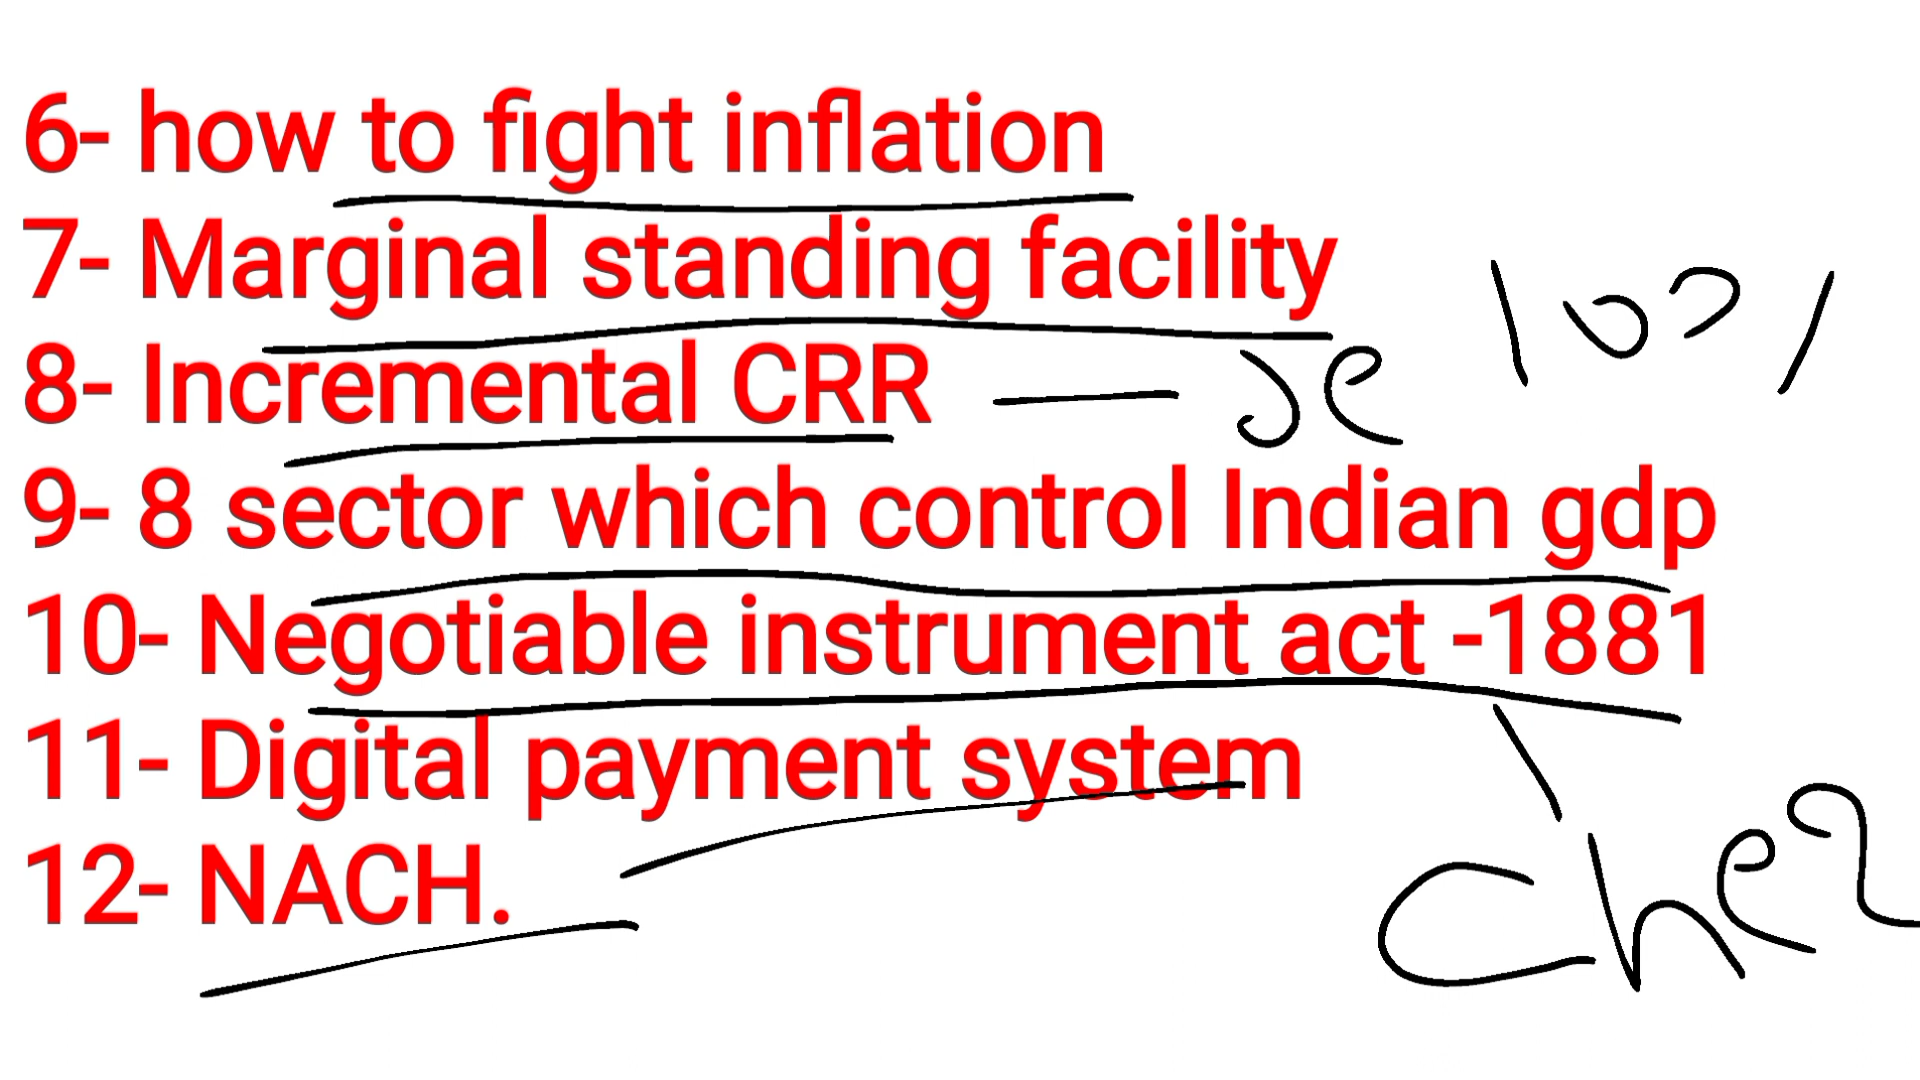 6- how to fight inflation
7- Marginal standing facility
8- Incremental CRR
9- 8 sector which control Indian gdp
10- Negotiable instrument act -1881
11- Digital payment system
12- NACH.